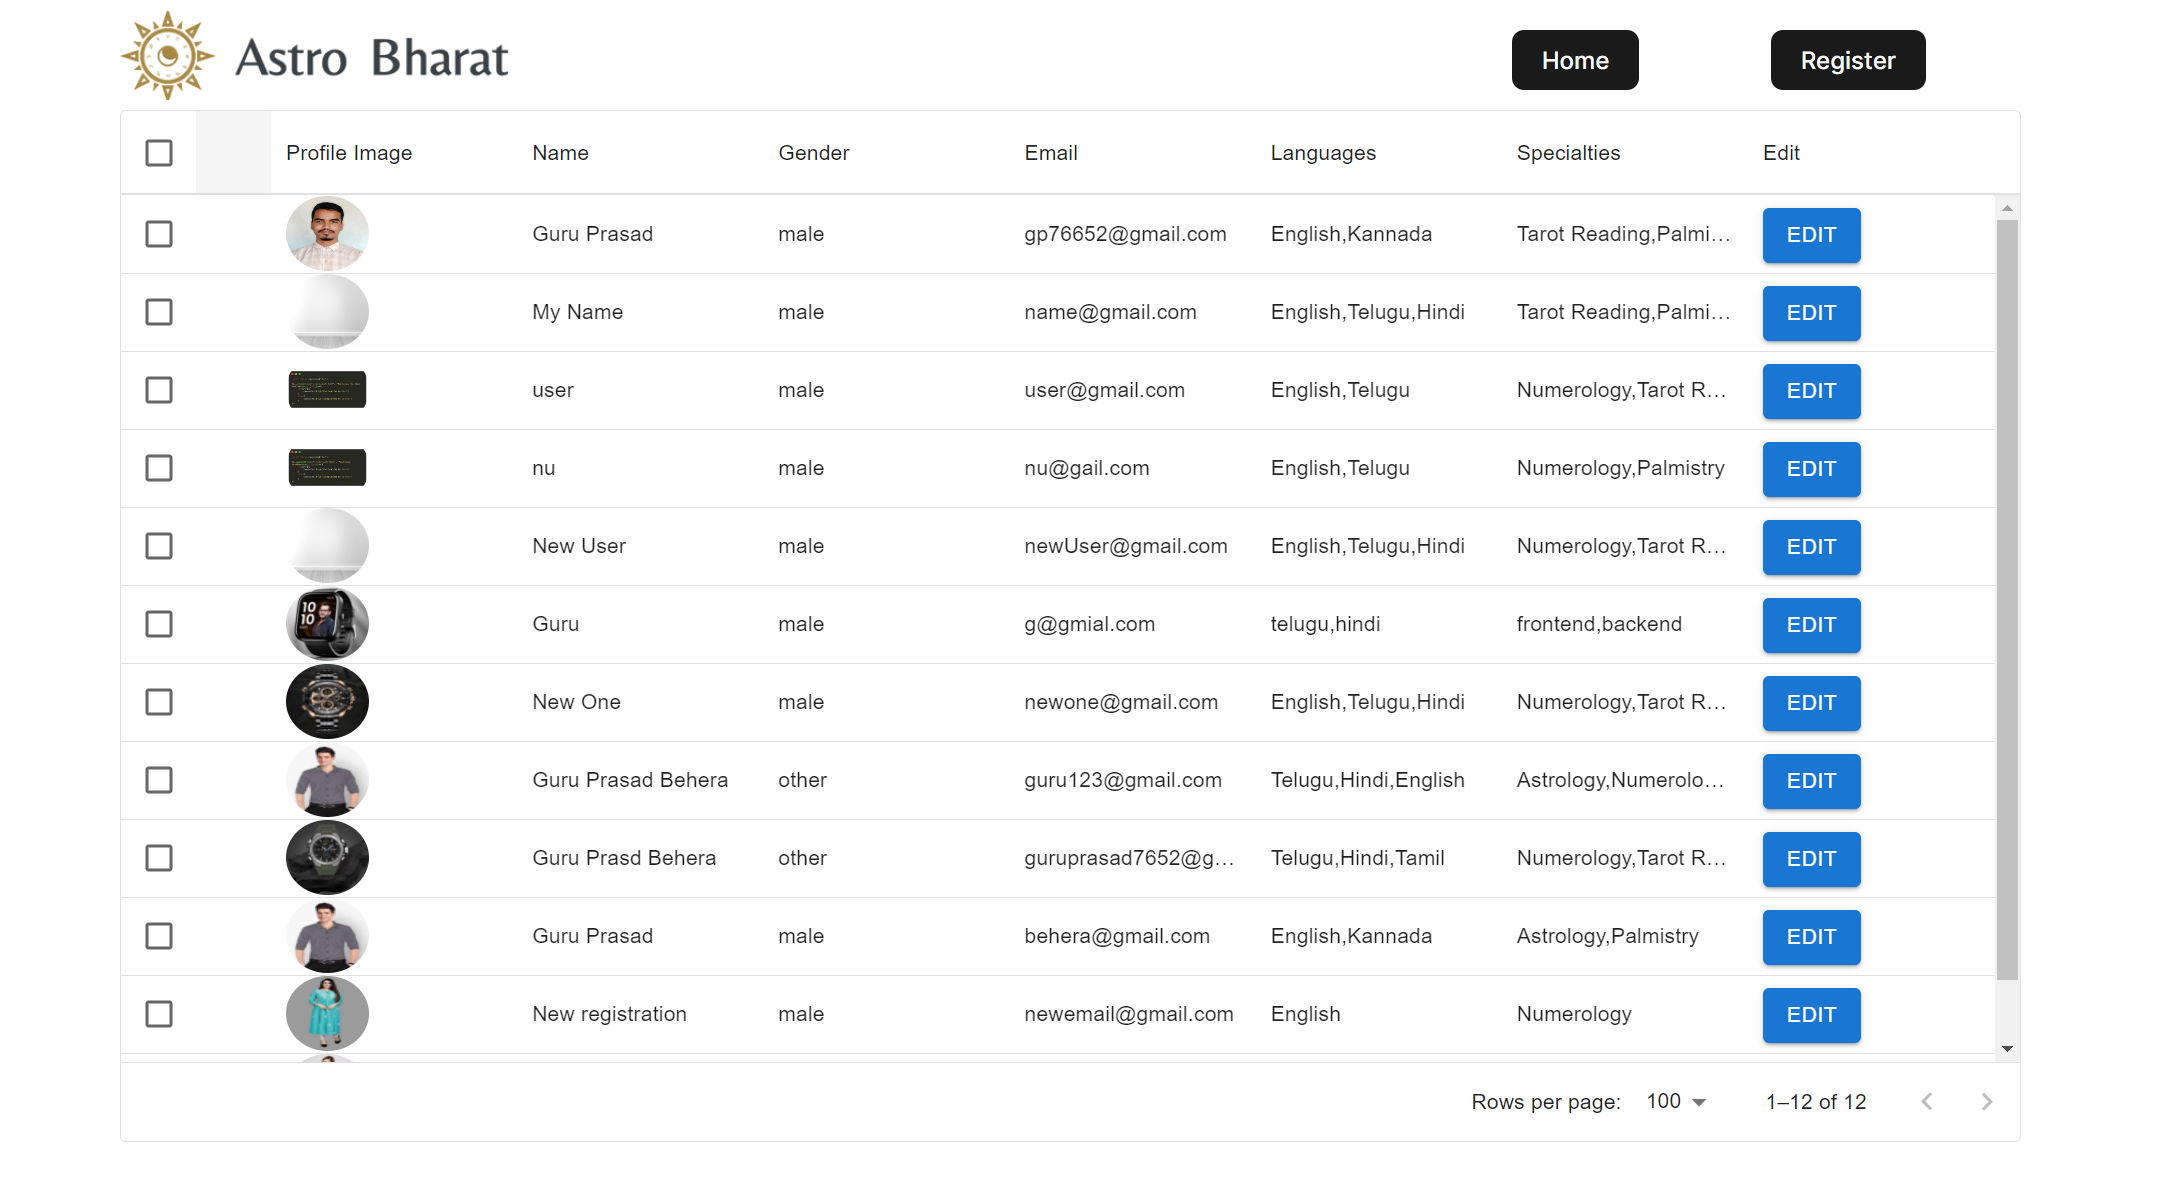 Astro Bharat
Home
Register
Profile Image Name Gender Email Languages Specialties Edit
Guru Prasad male gp76652@gmail.com English,Kannada Tarot Reading,Palmi... EDIT
My Name male name@gmail.com English,Telugu,Hindi Tarot Reading,Palmi... EDIT
user male user@gmail.com English,Telugu Numerology,Tarot R... EDIT
nu male nu@gail.com English,Telugu Numerology,Palmistry EDIT
New User male newUser@gmail.com English,Telugu,Hindi Numerology,Tarot R... EDIT
10
10
Guru male g@gmial.com telugu,hindi frontend,backend EDIT
New One male newone@gmail.com English,Telugu,Hindi Numerology,Tarot R... EDIT
Guru Prasad Behera other guru123@gmail.com Telugu,Hindi,English Astrology,Numerolo... EDIT
Guru Prasd Behera other guruprasad7652@g... Telugu,Hindi,Tamil Numerology,Tarot R... EDIT
Guru Prasad male behera@gmail.com English,Kannada Astrology,Palmistry EDIT
New registration male newemail@gmail.com English Numerology EDIT
Rows per page: 100 1–12 of 12